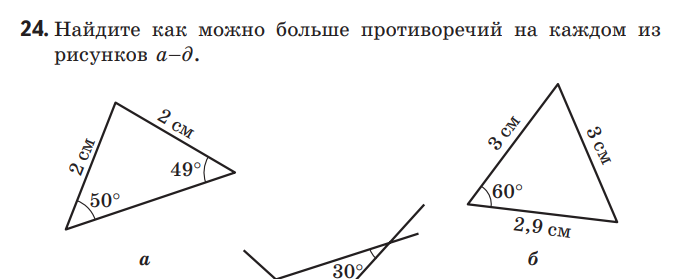 24. Найдите как можно больше противоречий на каждом из
рисунков а–д.
2 см
2 см
49°
50°
а
30°
3 см
3 см
60°
2,9 см
б